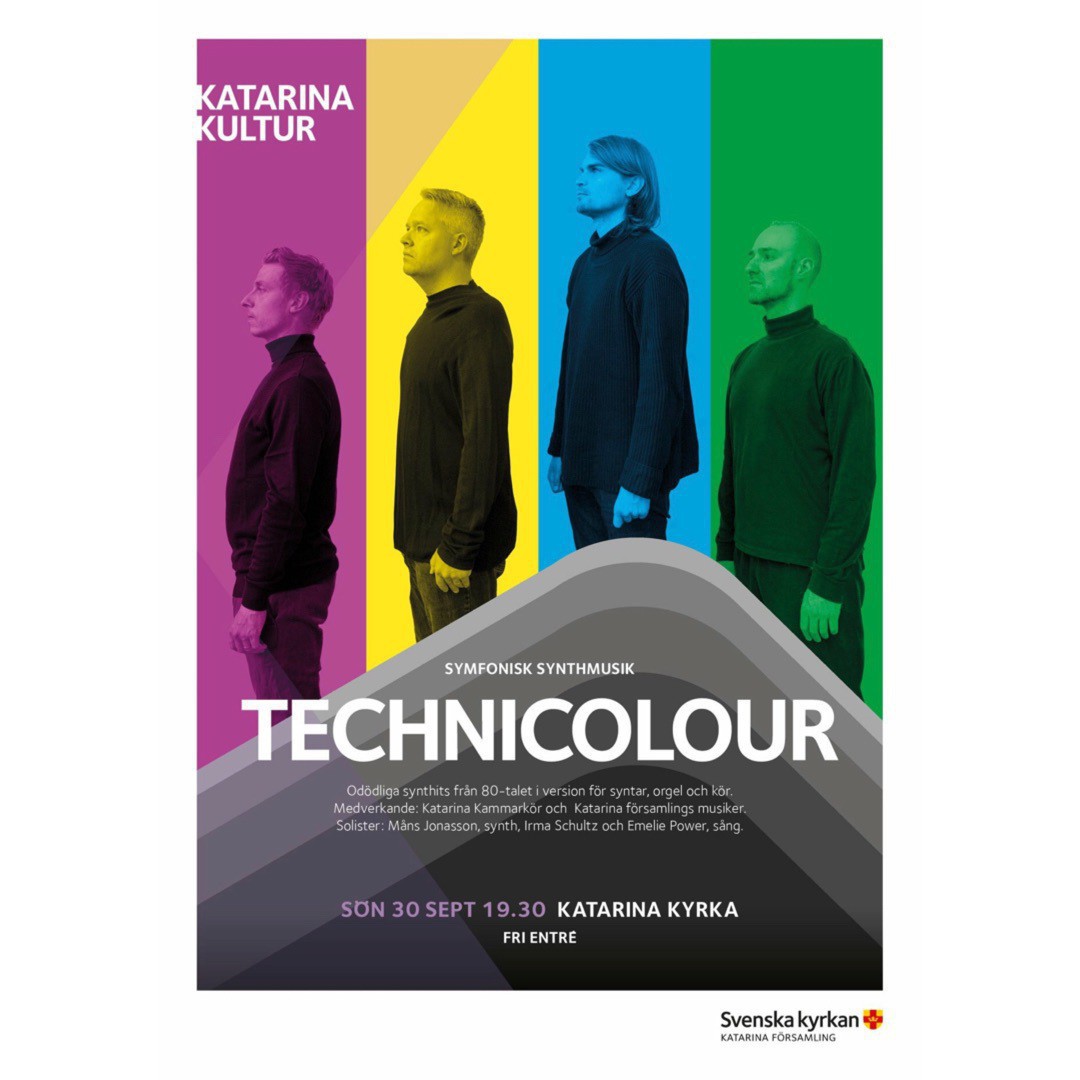 KATARINA
KULTUR
SYMFONISK SYNTHMUSIK
TECHNICOLOUR
Odödliga synthits från 80-talet i version för syntar, orgel och kör.
Medverkande: Katarina Kammarkör och Katarina församlings musiker.
Solister: Måns Jonasson, synth, Irma Schultz och Emelie Power, sång.
SÖN 30 SEPT 19.30 KATARINA KYRKA
FRI ENTRÉ
Svenska kyrkan
KATARINA FÖRSAMLING